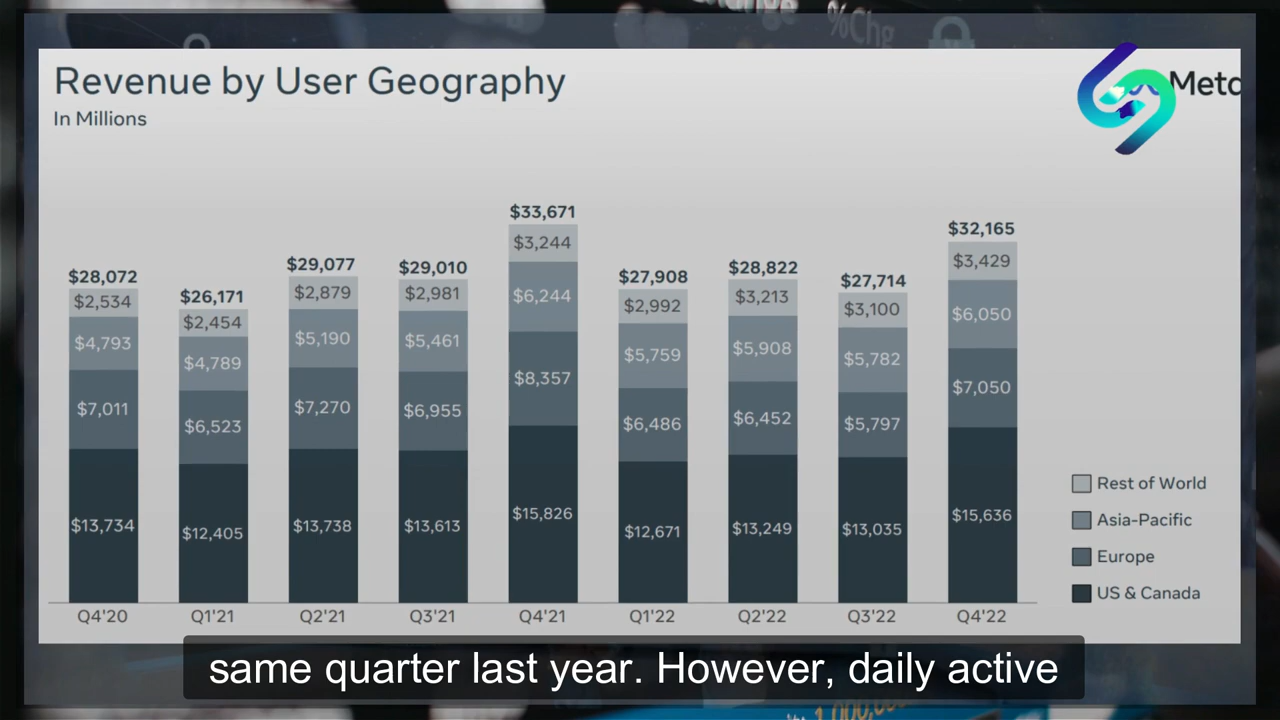 %Chg
Revenue by User Geography
In Millions
Meta
$28,072 $26,171 $29,077 $29,010 $33,671 $27,908 $28,822 $27,714 $32,165
$2,534 $2,454 $2,879 $2,981 $3,244 $2,992 $3,213 $3,100 $3,429
$4,793 $4,789 $5,190 $5,461 $6,244 $5,759 $5,908 $5,782 $6,050
$7,011 $6,523 $7,270 $6,955 $8,357 $6,486 $6,452 $5,797 $7,050
$13,734 $12,405 $13,738 $13,613 $15,826 $12,671 $13,249 $13,035 $15,636
Rest of World
Asia-Pacific
Europe
US & Canada
Q4'20 Q1'21 Q2'21 Q3'21 Q4'21 Q1'22 Q2'22 Q3'22 Q4'22
same quarter last year. However, daily active